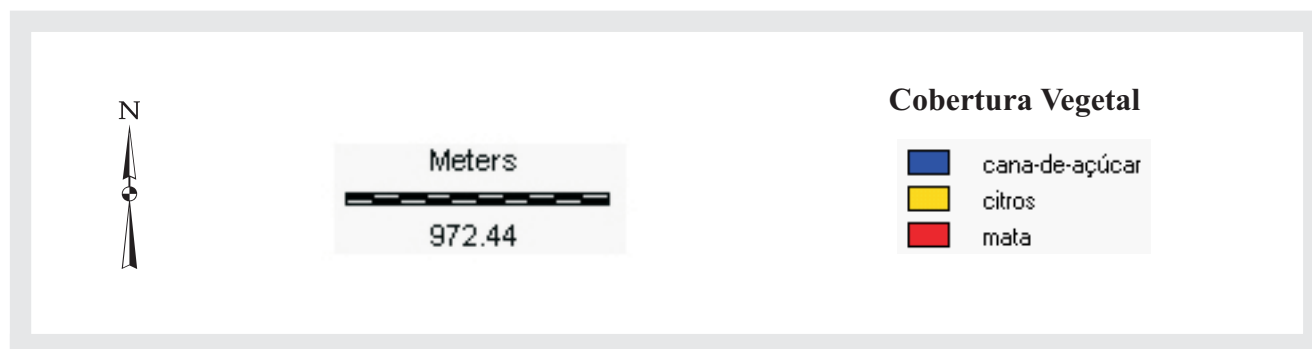 N
Meters
972.44
Cobertura Vegetal
cana-de-açúcar
citros
mata